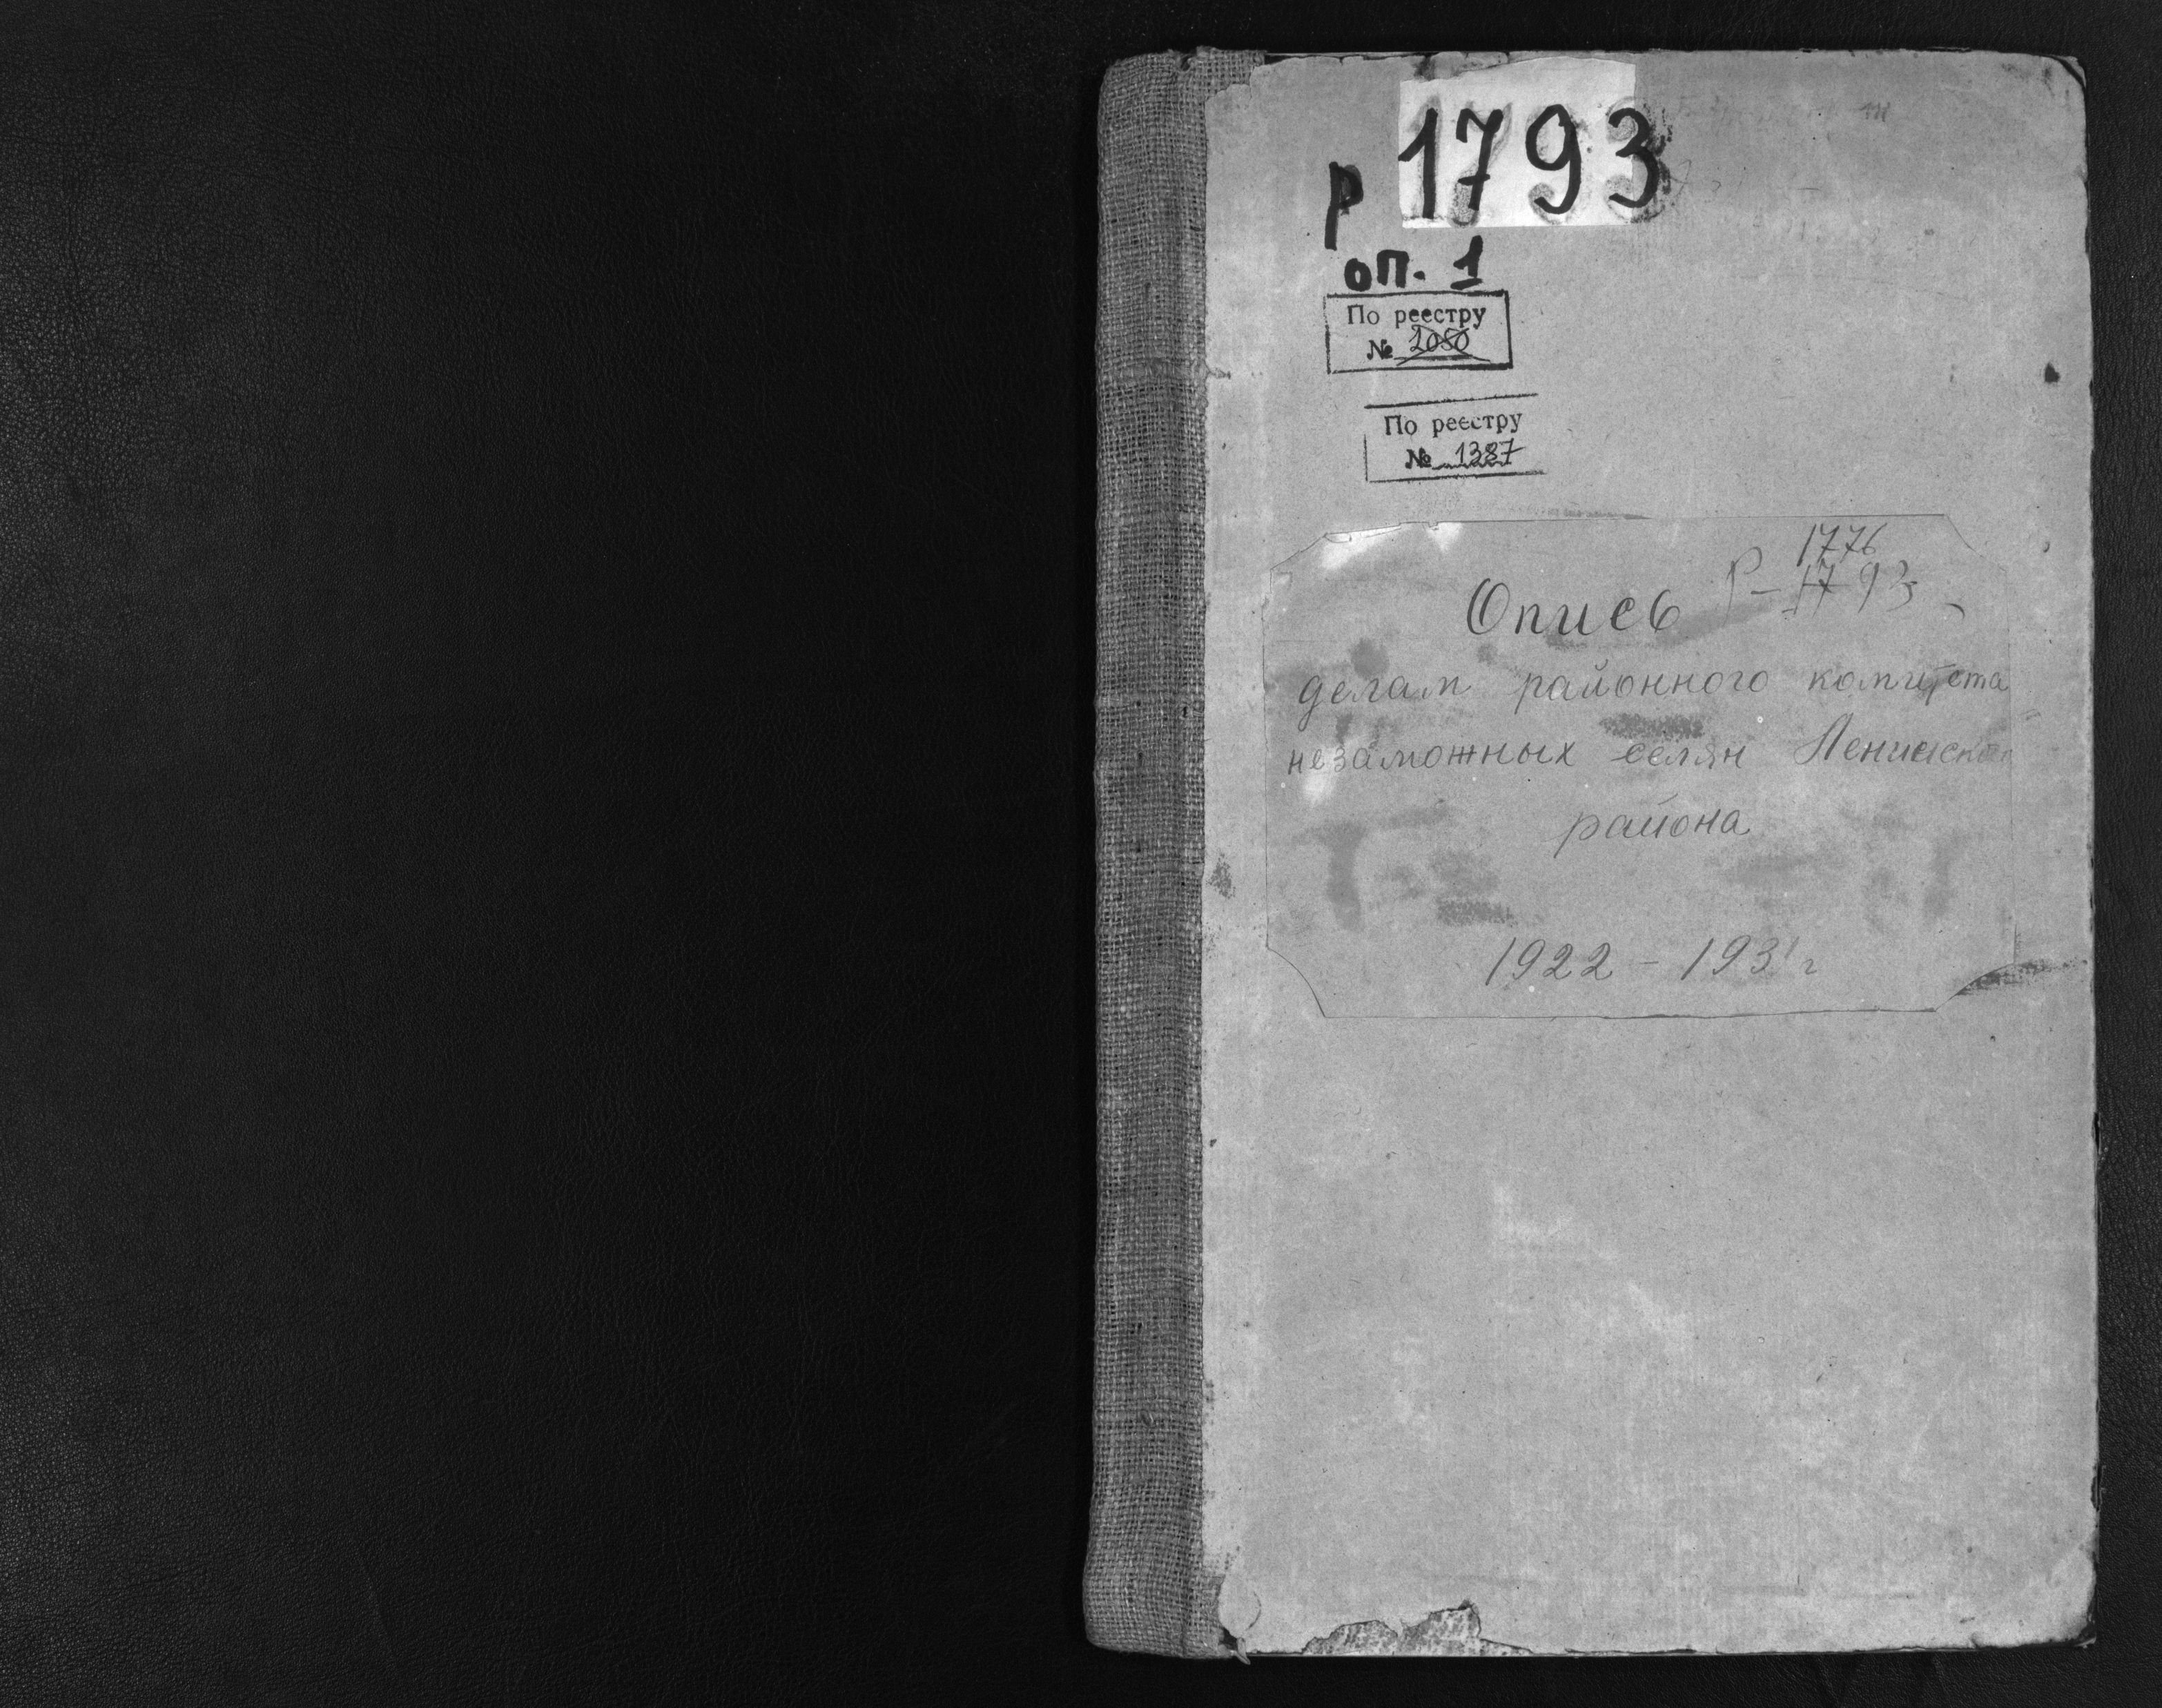 р 1793
оп. 1
По реестру
№ 2080
По реестру
№ 1387
1776
Опись Р-1793
делам районного комитета
незаможных селян Ленинско
района
1922 - 1931 г